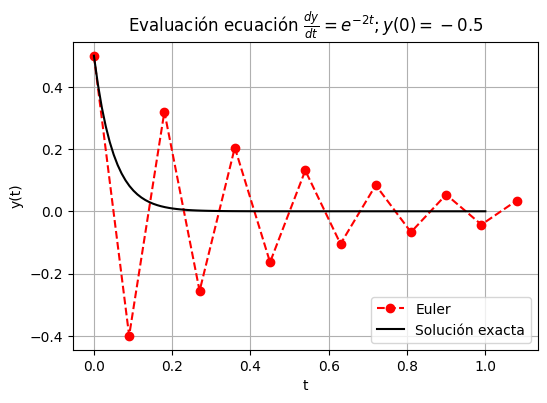 Evaluación ecuación $\frac{dy}{dt} = e^{-2t}; y(0) = -0.5$
y(t)
0.4
0.2
0.0
−0.2
−0.4
0.0 0.2 0.4 0.6 0.8 1.0
t
Euler
Solución exacta